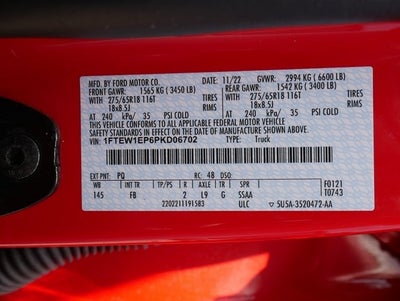 MFD. BY FORD MOTOR CO. DATE: 11/22 GVWR: 2994 KG ( 6600 LB)
FRONT GAWR: 1565 KG ( 3450 LB) REAR GAWR: 1542 KG ( 3400 LB)
WITH 275/65R18 116T TIRES WITH 275/65R18 116T TIRES
18x8.5J RIMS 18x8.5J RIMS
AT 240 kPa/ 35 PSI COLD AT 240 kPa/ 35 PSI COLD
THIS VEHICLE CONFORMS TO ALL APPLICABLE FEDERAL MOTOR VEHICLE
SAFETY STANDARDS IN EFFECT ON THE DATE OF MANUFACTURE SHOWN ABOVE.
VIN: 1FTEW1EP6PKD06702 TYPE: Truck
EXT PNT: PQ RC: 48 DSO:
WB INT TR TP/PS R AXLE TR SPR F0121
145 FB 2 L9 G SSAA T0743
2202211191583 ULC ▽ 5U5A-3520472-AA